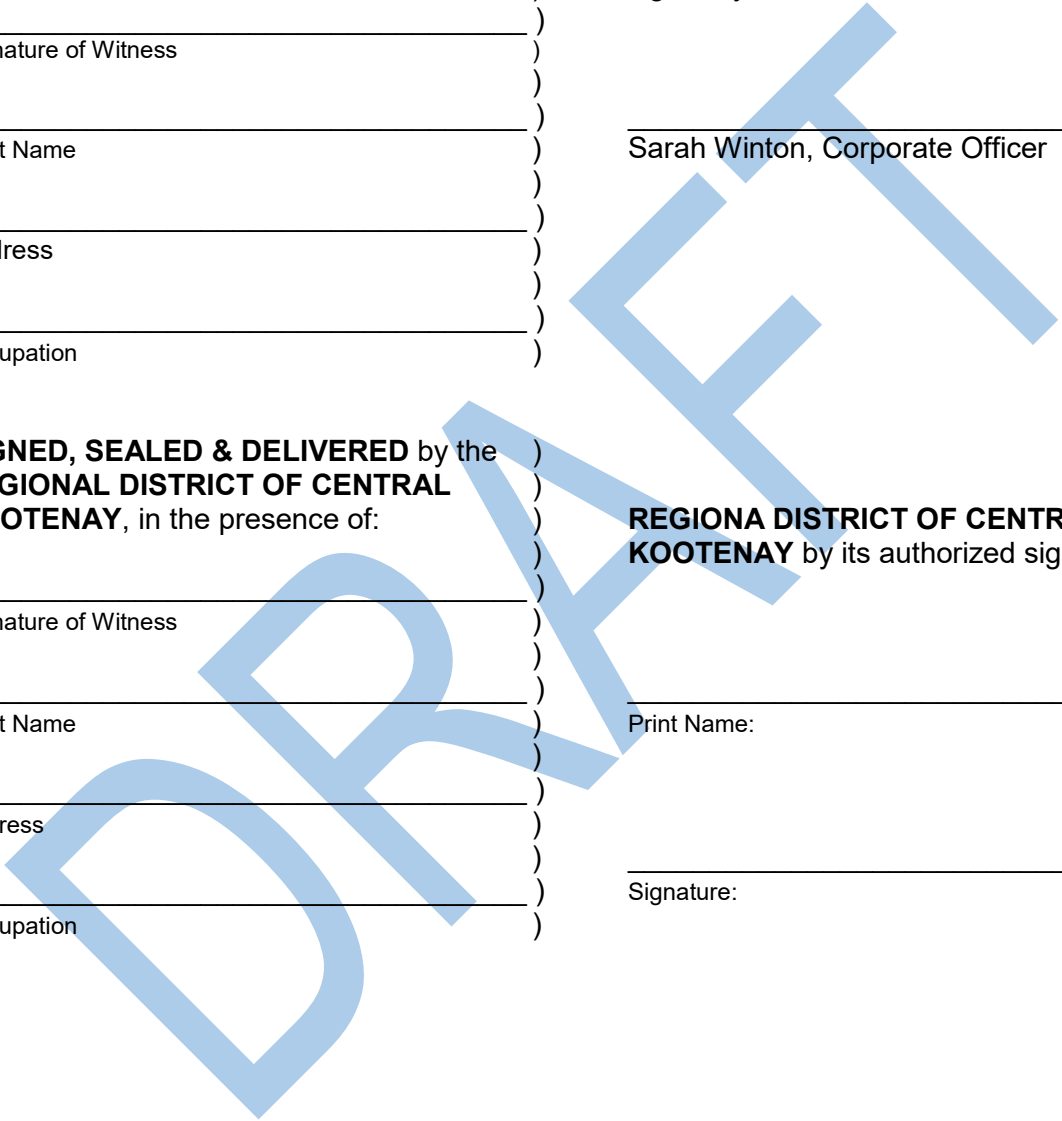 nature of Witness
t Name
Sarah Winton, Corporate Officer
dress
upation
GNED, SEALED & DELIVERED by the
GIONAL DISTRICT OF CENTRAL
OTENAY, in the presence of:
REGIONA DISTRICT OF CENTR
KOOTENAY by its authorized sig
nature of Witness
t Name
Print Name:
ress
Signature:
upation
DRAFT